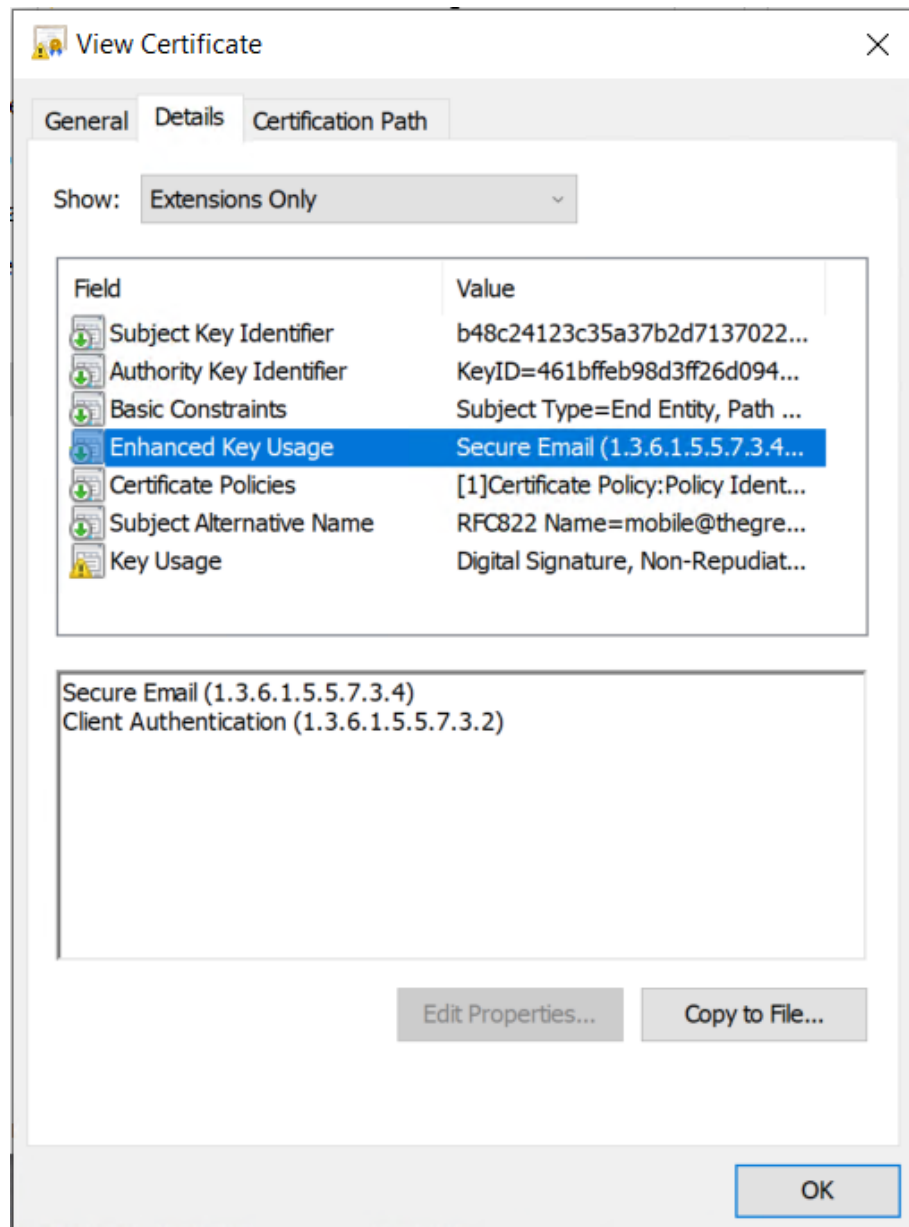 View Certificate
General Details Certification Path
Show: Extensions Only
Field Value
Subject Key Identifier b48c24123c35a37b2d7137022...
Authority Key Identifier KeyID=461bffeb98d3ff26d094...
Basic Constraints Subject Type=End Entity, Path ...
Enhanced Key Usage Secure Email (1.3.6.1.5.5.7.3.4...
Certificate Policies [1]Certificate Policy:Policy Ident...
Subject Alternative Name RFC822 Name=mobile@thegre...
Key Usage Digital Signature, Non-Repudiat...
Secure Email (1.3.6.1.5.5.7.3.4)
Client Authentication (1.3.6.1.5.5.7.3.2)
Edit Properties... Copy to File...
OK